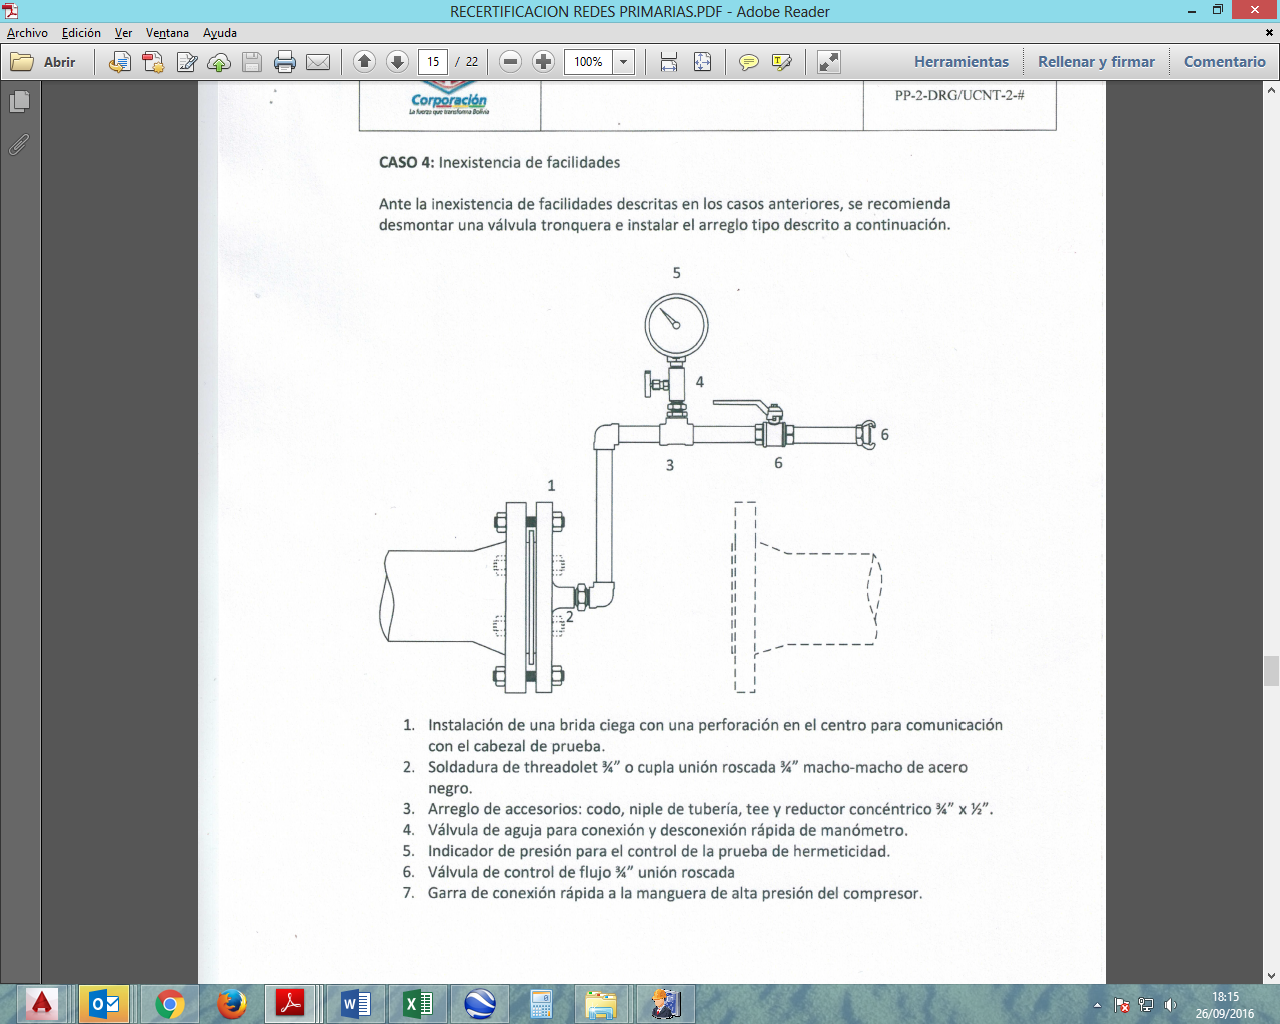 RECERTIFICACION REDES PRIMARIAS.PDF - Adobe Reader
Archivo Edición Ver Ventana Ayuda
Abrir 15 / 22 100% Herramientas Rellenar y firmar Comentario
Corporación
La fuerza que transforma Bolivia
PP-2-DRG/UCNT-2-#
CASO 4: Inexistencia de facilidades
Ante la inexistencia de facilidades descritas en los casos anteriores, se recomienda
desmontar una válvula tronquera e instalar el arreglo tipo descrito a continuación.
5
4
6
3 6
1
2
1. Instalación de una brida ciega con una perforación en el centro para comunicación
con el cabezal de prueba.
2. Soldadura de threadolet ¾” o cupla unión roscada ¾” macho-macho de acero
negro.
3. Arreglo de accesorios: codo, niple de tubería, tee y reductor concéntrico ¾” x ½”.
4. Válvula de aguja para conexión y desconexión rápida de manómetro.
5. Indicador de presión para el control de la prueba de hermeticidad.
6. Válvula de control de flujo ¾” unión roscada
7. Garra de conexión rápida a la manguera de alta presión del compresor.
18:15
26/09/2016